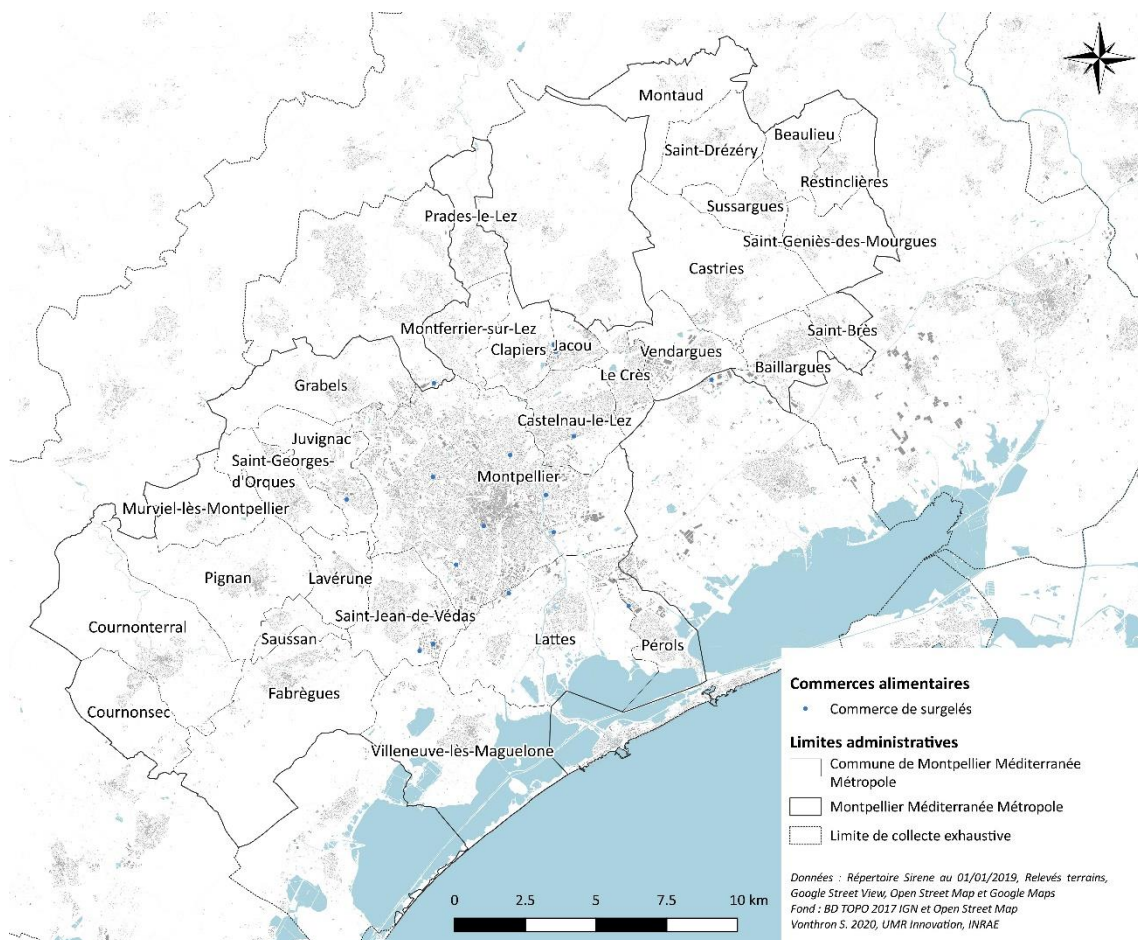 Montaud
Beaulieu
Saint-Drézéry
Restinclières
Sussargues
Prades-le-Lez
Saint-Geniès-des-Mourgues
Castries
Montferrier-sur-Lez
Saint-Brès
Clapiers
Jacou
Vendargues
Baillargues
Le Crès
Grabels
Castelnau-le-Lez
Juvignac
Saint-Georges-
d'Orques
Montpellier
Murviel-lès-Montpellier
Pignan
Lavérune
Saint-Jean-de-Védas
Cournonterral
Saussan
Lattes
Pérols
Fabrègues
Cournonsec
Villeneuve-lès-Maguelone
Commerces alimentaires
Commerce de surgelés
Limites administratives
Commune de Montpellier Méditerranée
Métropole
Montpellier Méditerranée Métropole
Limite de collecte exhaustive
Données : Répertoire Sirene au 01/01/2019, Relevés terrains,
Google Street View, Open Street Map et Google Maps
Fond : BD TOPO 2017 IGN et Open Street Map
Vonthron S. 2020, UMR Innovation, INRAE
0 2.5 5 7.5 10 km